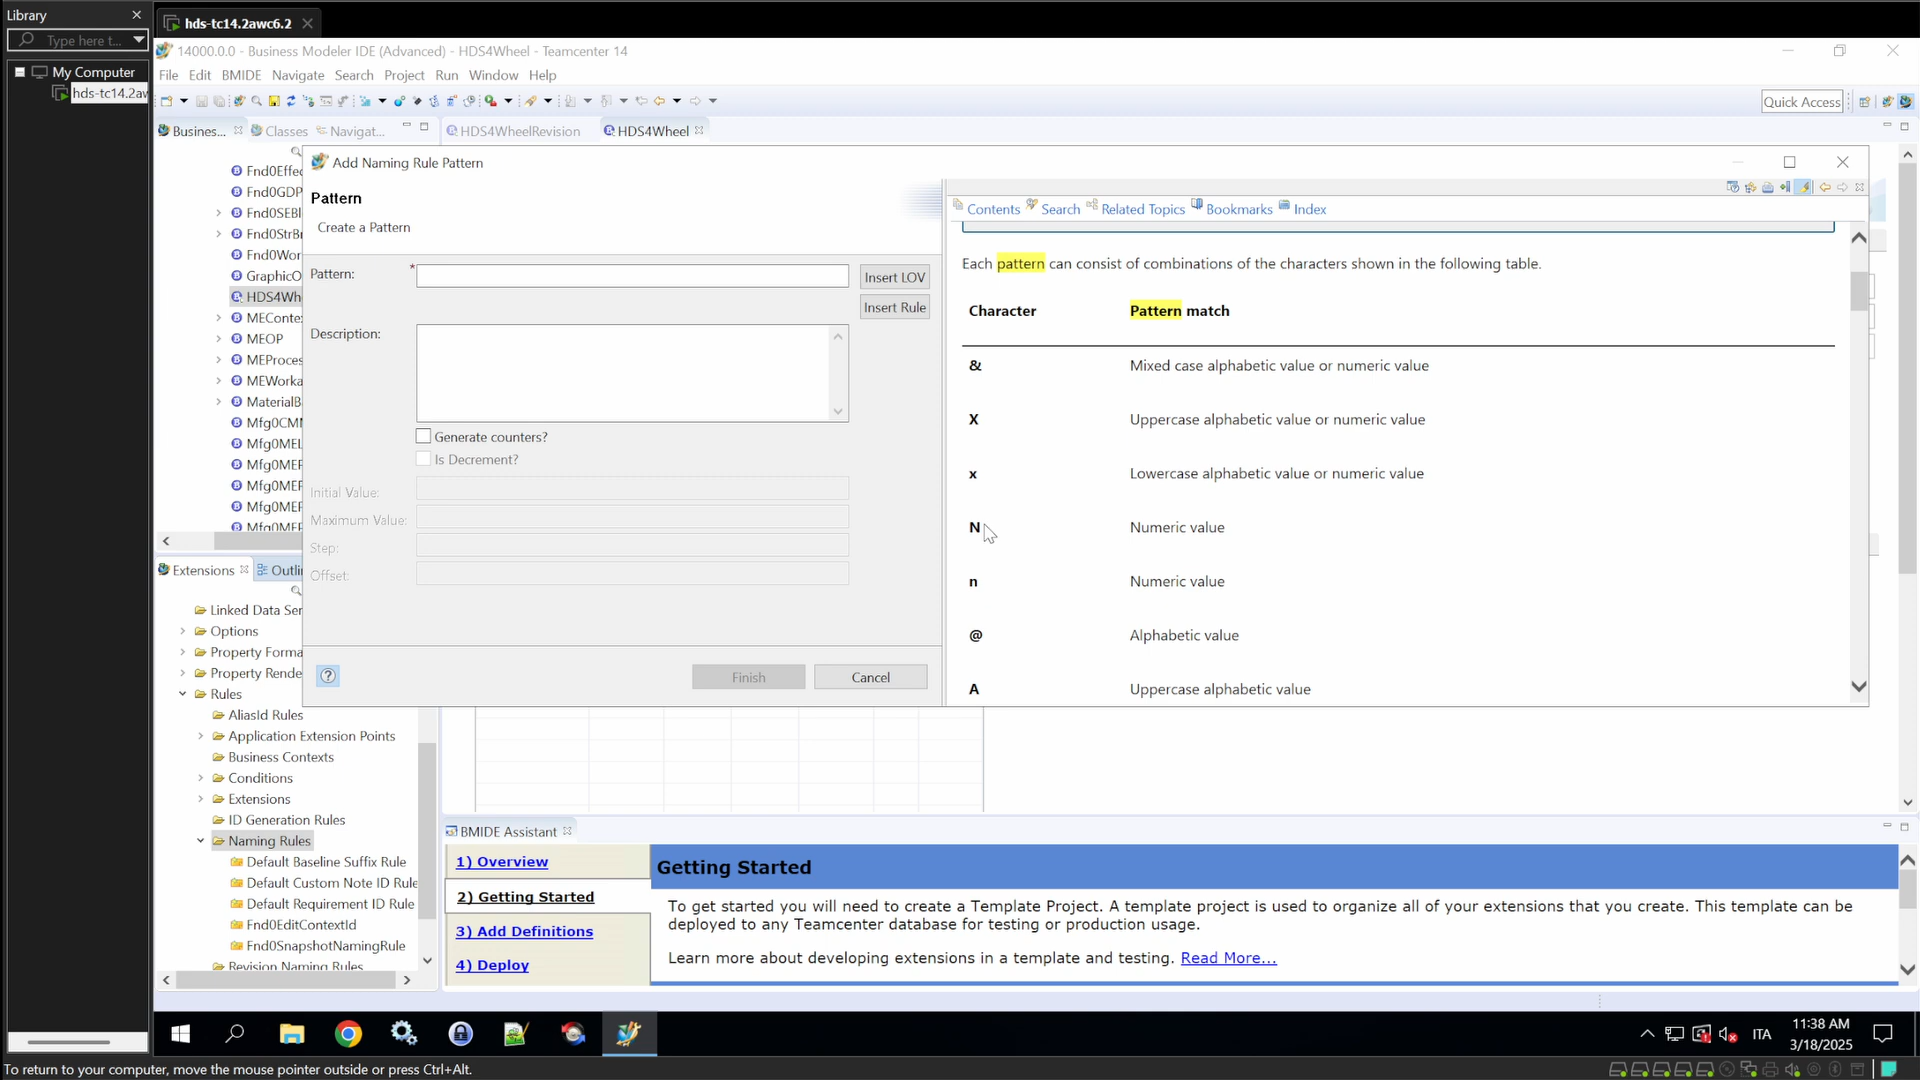 Library
Type here t...
My Computer
hds-tc14.2aw
hds-tc14.2awc6.2
14000.0.0 - Business Modeler IDE (Advanced) - HDS4Wheel - Teamcenter 14
File Edit BMIDE Navigate Search Project Run Window Help
Quick Access
Busines... Classes Navigat...
HDS4WheelRevision HDS4Wheel
Fnd0Effec
Fnd0GDP
Fnd0SEBl
Fnd0StrBr
Fnd0Wor
GraphicO
HDS4Wh
MEConte
MEOP
MEProces
MEWorka
MaterialB
Mfg0CMM
Mfg0MEL
Mfg0MEP
Mfg0MEP
Mfg0MEP
Mfg0MEP
Add Naming Rule Pattern
Pattern
Create a Pattern
Pattern: *
Insert LOV
Insert Rule
Description:
Generate counters?
Is Decrement?
Initial Value:
Maximum Value:
Step:
Offset:
? Finish Cancel
Contents Search Related Topics Bookmarks Index
Each pattern can consist of combinations of the characters shown in the following table.
Character Pattern match
& Mixed case alphabetic value or numeric value
X Uppercase alphabetic value or numeric value
x Lowercase alphabetic value or numeric value
N Numeric value
n Numeric value
@ Alphabetic value
A Uppercase alphabetic value
Extensions Outli
Linked Data Ser
Options
Property Forma
Property Rende
Rules
AliasId Rules
Application Extension Points
Business Contexts
Conditions
Extensions
ID Generation Rules
Naming Rules
Default Baseline Suffix Rule
Default Custom Note ID Rule
Default Requirement ID Rule
Fnd0EditContextId
Fnd0SnapshotNamingRule
Revision Naming Rules
BMIDE Assistant
1) Overview
2) Getting Started
3) Add Definitions
4) Deploy
Getting Started
To get started you will need to create a Template Project. A template project is used to organize all of your extensions that you create. This template can be
deployed to any Teamcenter database for testing or production usage.
Learn more about developing extensions in a template and testing. Read More...
ITA
11:38 AM
3/18/2025
To return to your computer, move the mouse pointer outside or press Ctrl+Alt.